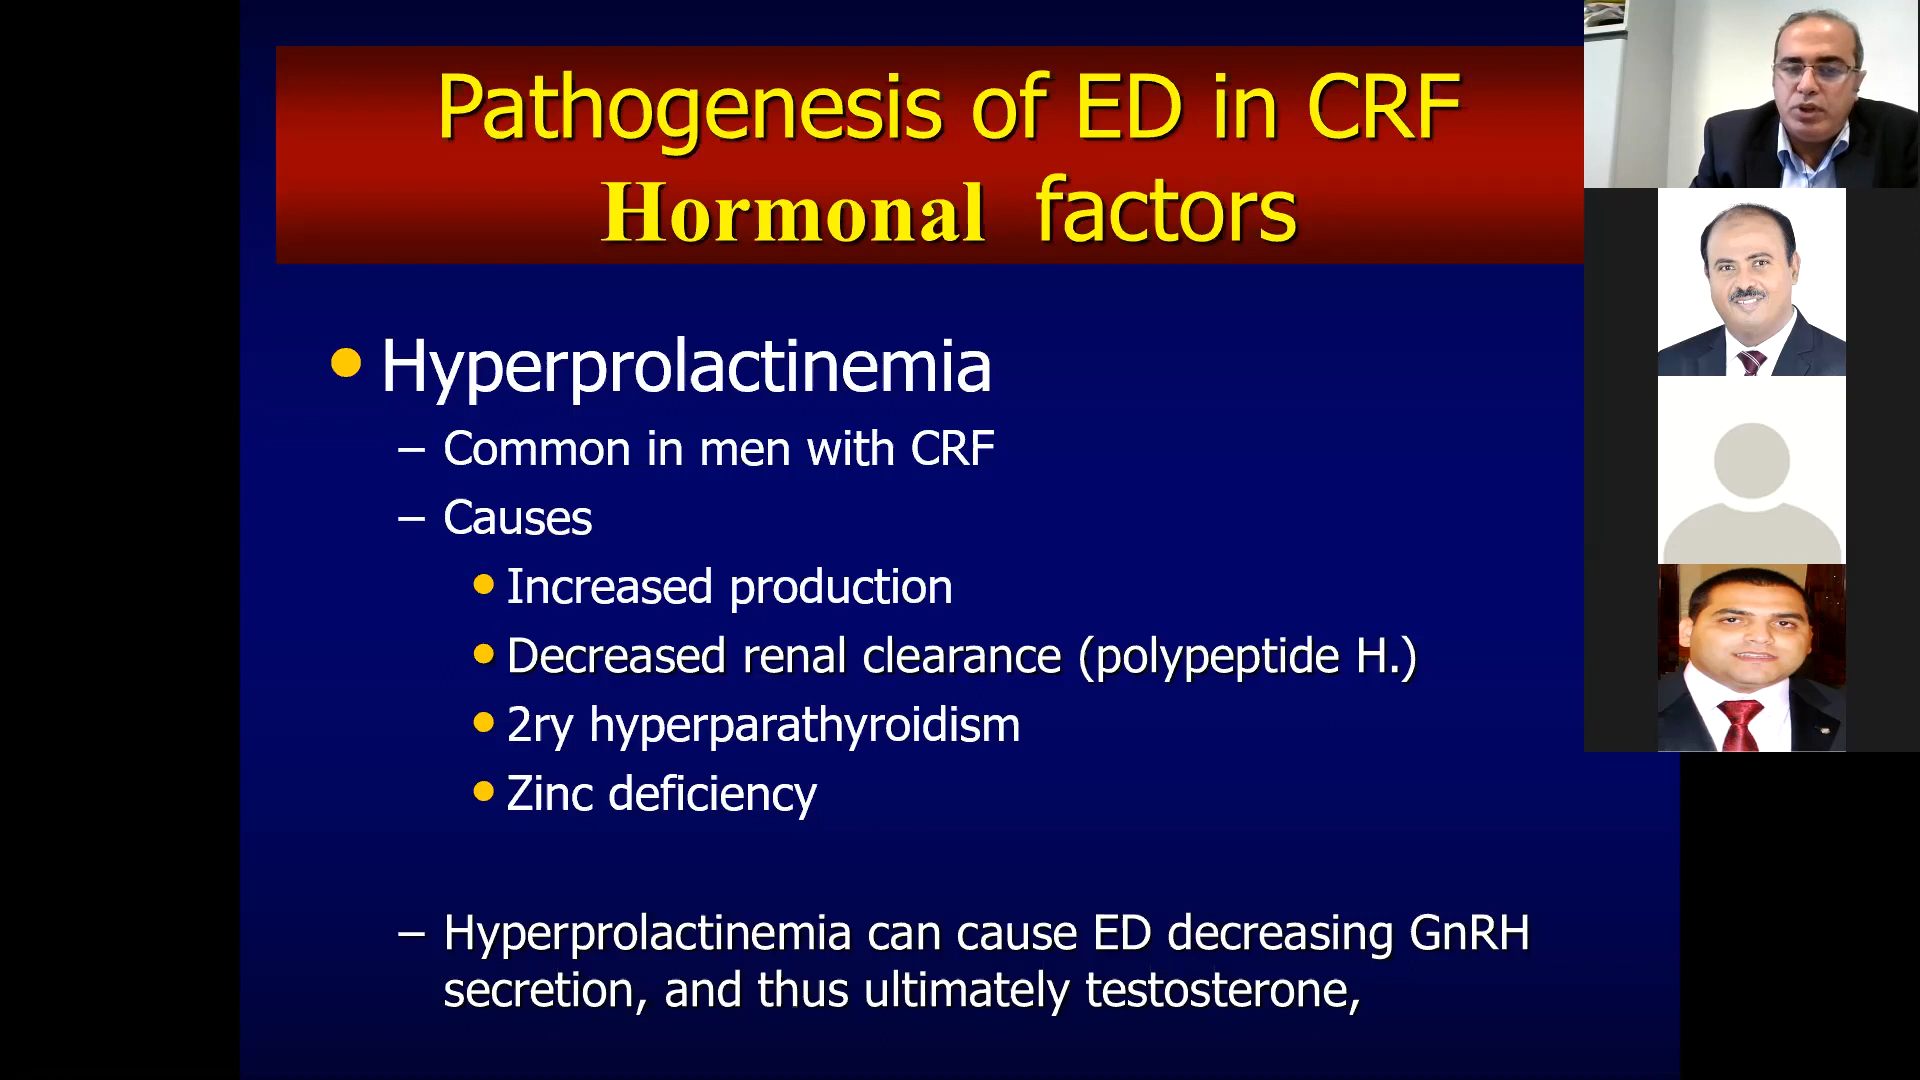 Pathogenesis of ED in CRF
Hormonal factors
• Hyperprolactinemia
– Common in men with CRF
– Causes
• Increased production
• Decreased renal clearance (polypeptide H.)
• 2ry hyperparathyroidism
• Zinc deficiency
– Hyperprolactinemia can cause ED decreasing GnRH
secretion, and thus ultimately testosterone,